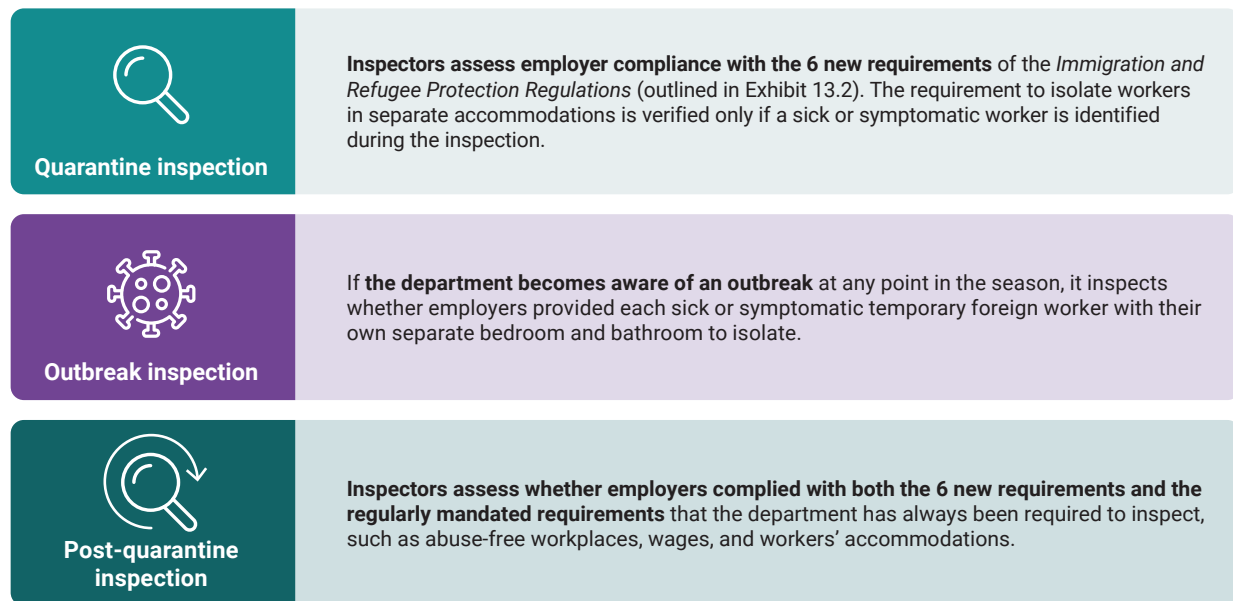 Quarantine inspection
Inspectors assess employer compliance with the 6 new requirements of the Immigration and
Refugee Protection Regulations (outlined in Exhibit 13.2). The requirement to isolate workers
in separate accommodations is verified only if a sick or symptomatic worker is identified
during the inspection.
Outbreak inspection
If the department becomes aware of an outbreak at any point in the season, it inspects
whether employers provided each sick or symptomatic temporary foreign worker with their
own separate bedroom and bathroom to isolate.
Post-quarantine
inspection
Inspectors assess whether employers complied with both the 6 new requirements and the
regularly mandated requirements that the department has always been required to inspect,
such as abuse-free workplaces, wages, and workers’ accommodations.